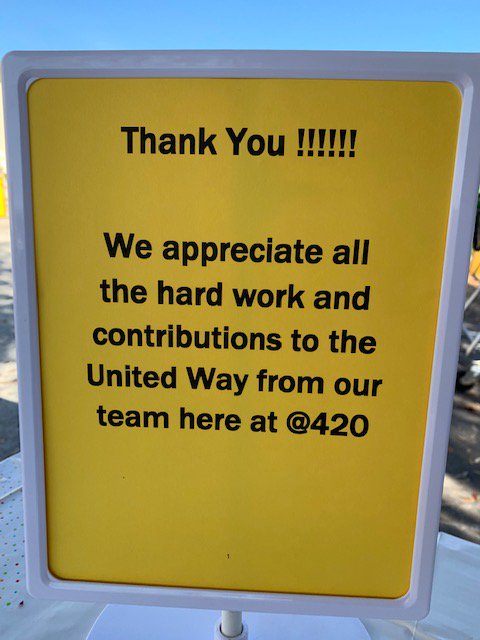 Thank You !!!!!!
We appreciate all
the hard work and
contributions to the
United Way from our
team here at @420
1